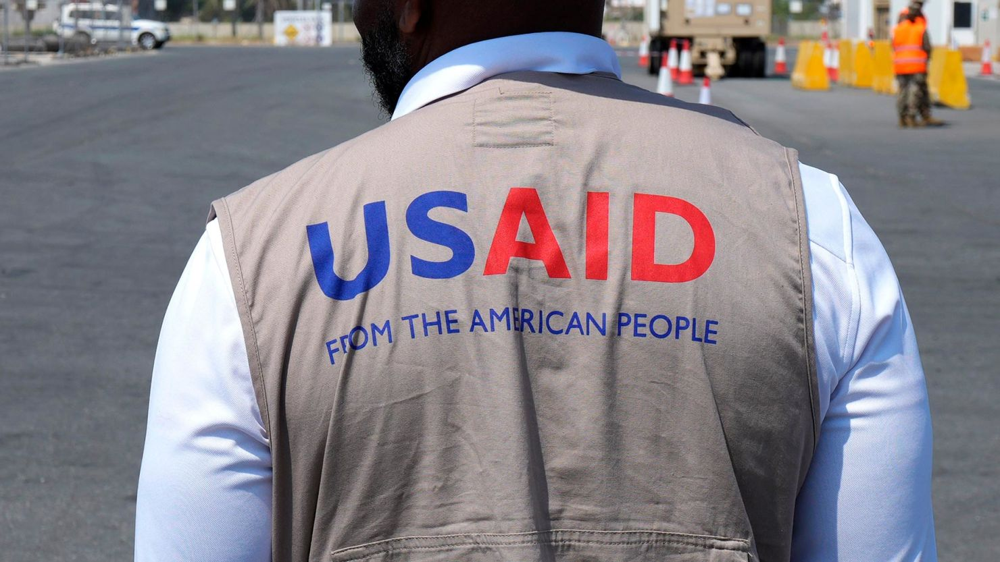 USAID
FROM THE AMERICAN PEOPLE